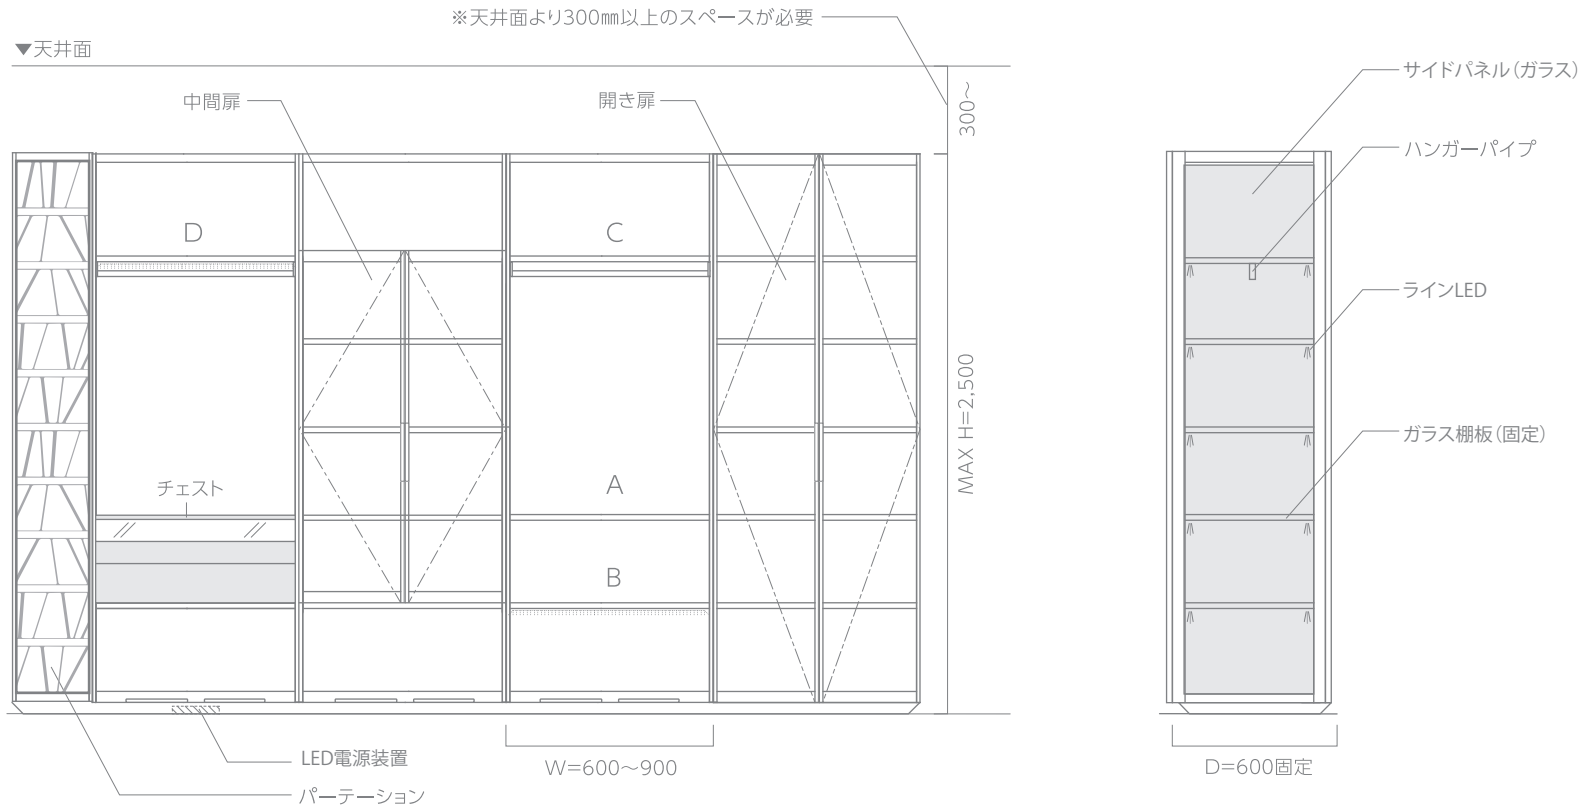 ※天井面より300㎜以上のスペースが必要
▼天井面
中間扉
開き扉
300～
サイドパネル（ガラス）
ハンガーパイプ
D
C
ラインLED
MAX H=2,500
ガラス棚板（固定）
チェスト
A
B
LED電源装置
W=600～900
D=600固定
パーテーション